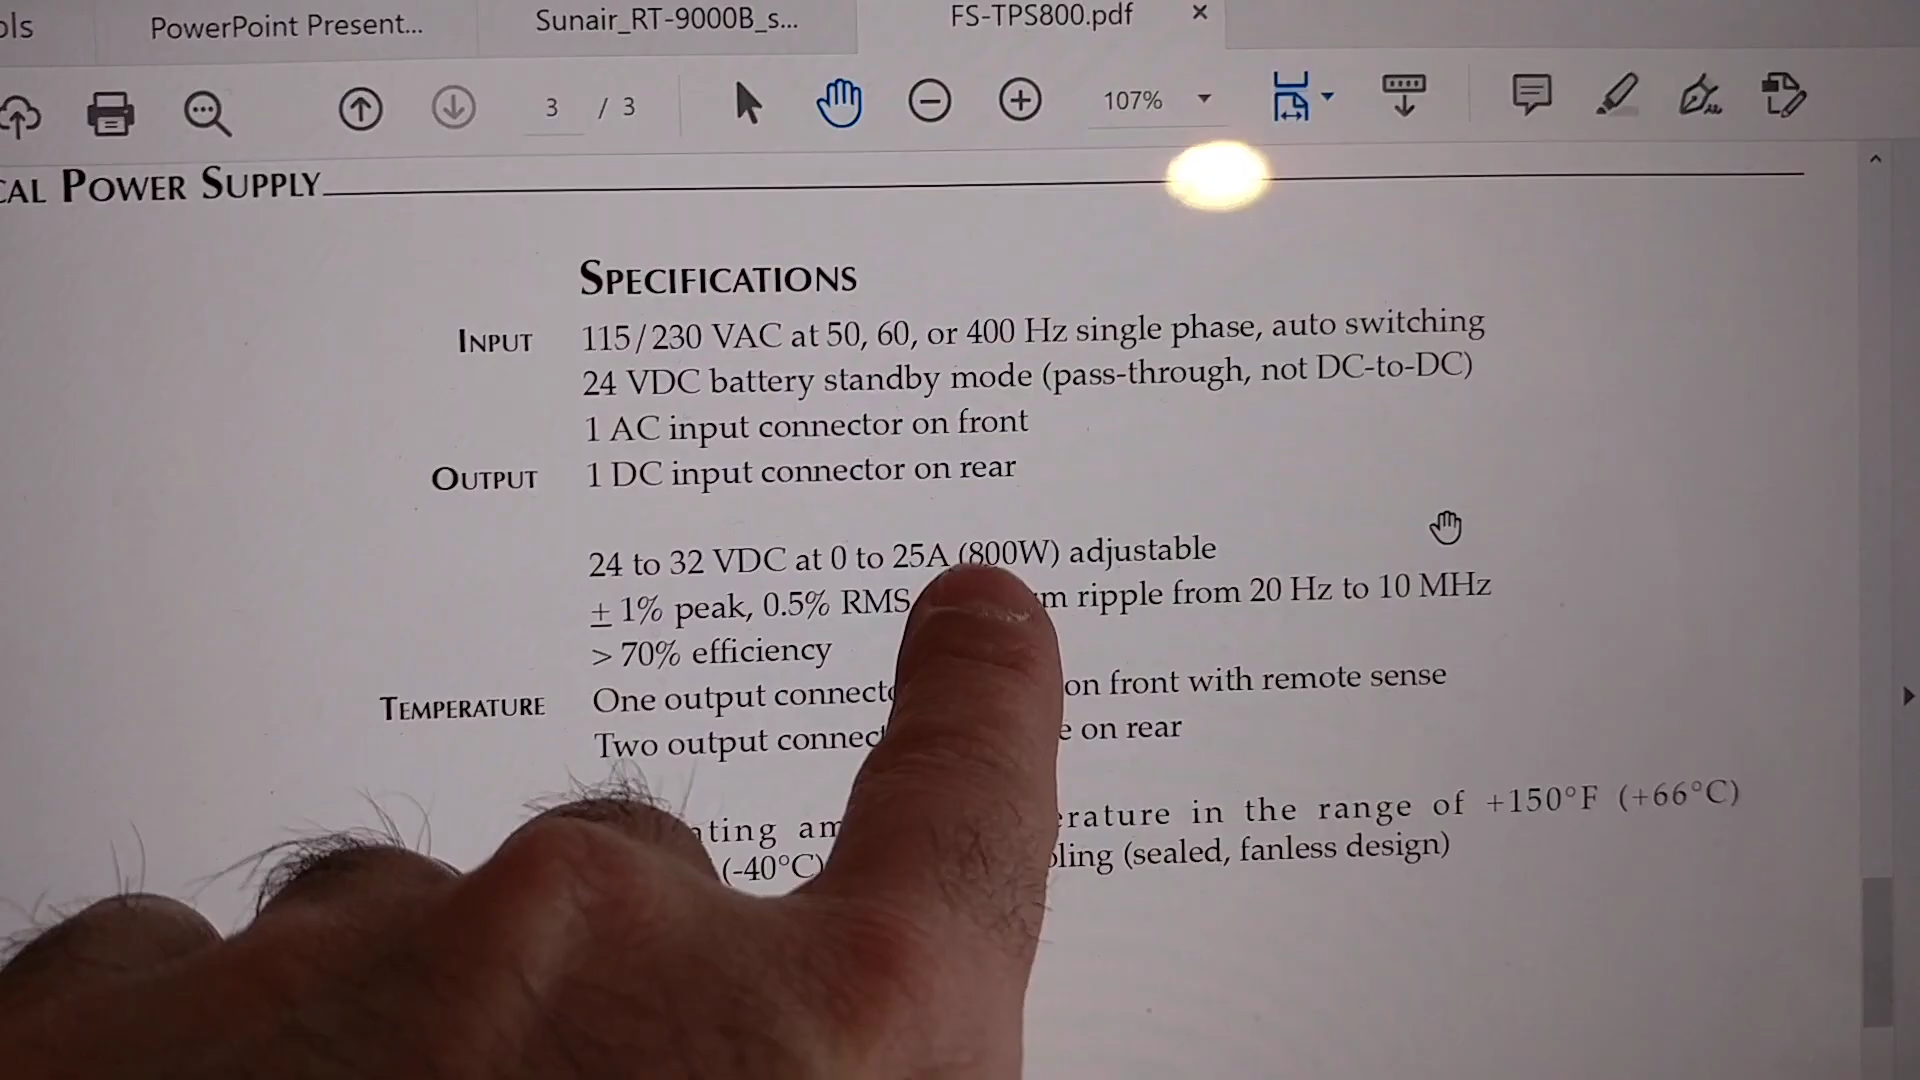 ols
PowerPoint Present...
Sunair_RT-9000B_s...
FS-TPS800.pdf
3 / 3
107%
CAL POWER SUPPLY
SPECIFICATIONS
INPUT 115/230 VAC at 50, 60, or 400 Hz single phase, auto switching
24 VDC battery standby mode (pass-through, not DC-to-DC)
1 AC input connector on front
OUTPUT 1 DC input connector on rear
24 to 32 VDC at 0 to 25A (800W) adjustable
± 1% peak, 0.5% RMS m ripple from 20 Hz to 10 MHz
> 70% efficiency
TEMPERATURE One output connect on front with remote sense
Two output connec e on rear
ting am erature in the range of +150°F (+66°C)
(-40°C) ling (sealed, fanless design)